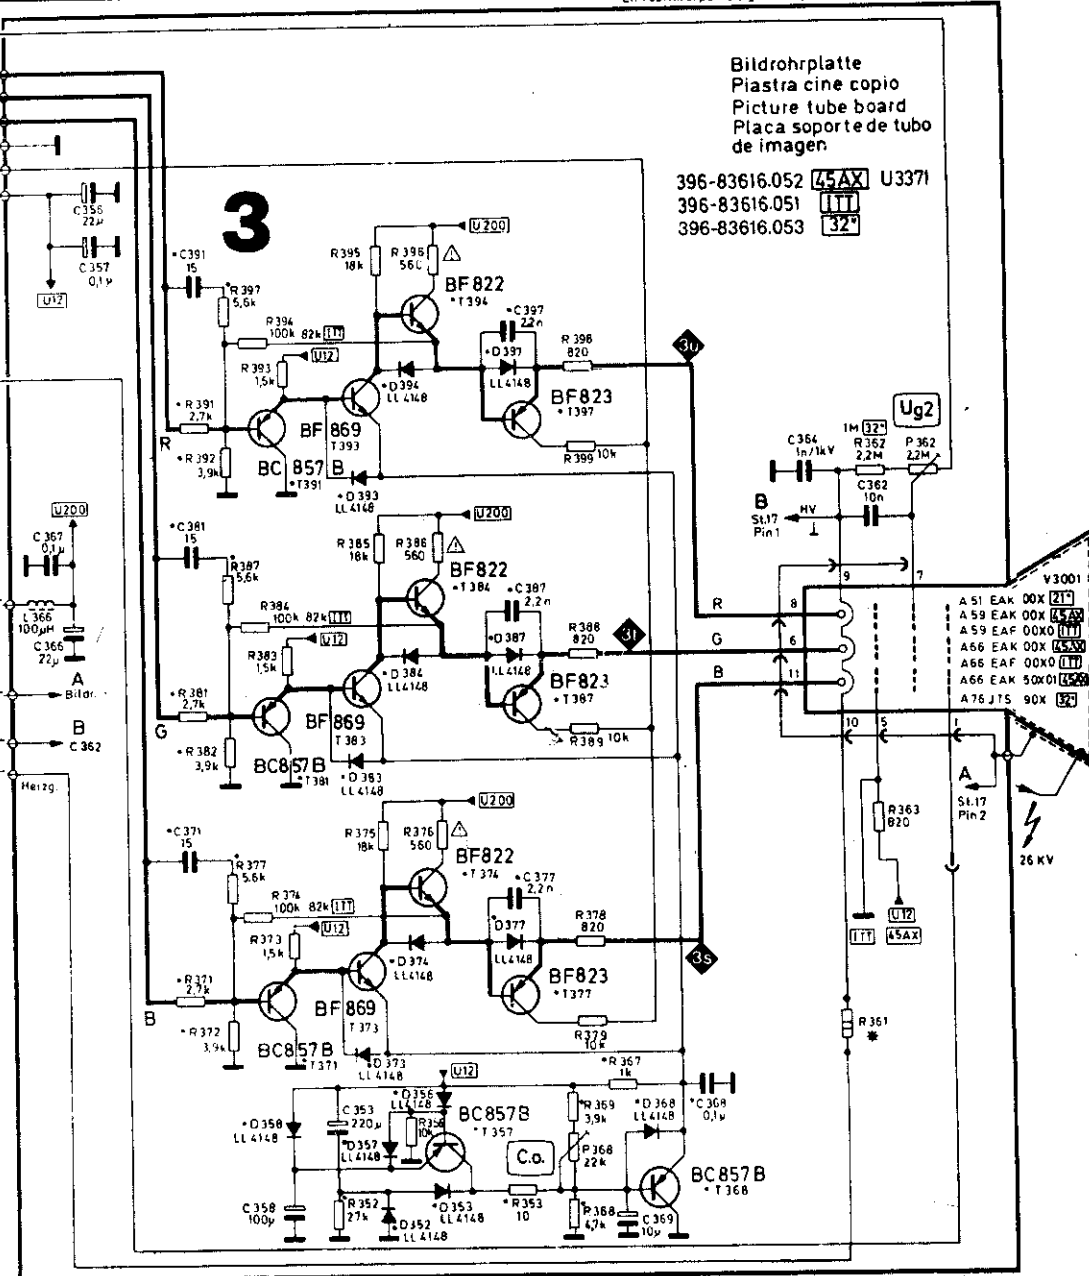 Bildrohrplatte
Piastra cine copio
Picture tube board
Placa soporte de tubo
de imagen
396-83616.052 45AX U3371
396-83616.051 ITT
396-83616.053 32"
3
C356
22µ
C357
0,1µ
U12
*C391
15
*R397
5,6k
R394
100k 82k ITT
R395
18k
R396
560
U200
BF822
*T394
*C397
2,2n
*D397
LL4148
R398
820
3u
U12
R393
1,5k
*D394
LL4148
*R391
2,7k
R
*R392
3,9k
BF869
T393
BC857B
*T391
*D393
LL4148
BF823
*T397
R399 10k
Ug2
C364
1n/1kV
1M 32"
R362
2,2M
P362
2,2M
C362
10n
B
St.17
Pin1
HV
U200
C367
0,1µ
L366
100µH
C366
22µ
A
Bildr.
B
C362
Heizg.
*C381
15
*R387
5,6k
R384
100k 82k ITT
R385
18k
R386
560
U200
BF822
*T384
*C387
2,2n
*D387
LL4148
R388
820
3t
U12
R383
1,5k
*D384
LL4148
*R381
2,7k
G
*R382
3,9k
BF869
T383
BC857B
*T381
*D383
LL4148
BF823
*T387
R389 10k
9
7
R
8
G
6
B
11
10
5
1
V3001
A51 EAK 00X 21"
A59 EAK 00X 45AX
A59 EAF 00X0 ITT
A66 EAK 00X 45AX
A66 EAF 00X0 ITT
A66 EAK 50X01 45AX
A76 JTS 90X 32"
A
St.17
Pin2
26 KV
R363
820
U12
ITT
45AX
*C371
15
*R377
5,6k
R374
100k 82k ITT
R375
18k
R376
560
U200
BF822
*T374
*C377
2,2n
*D377
LL4148
R378
820
3s
U12
R373
1,5k
*D374
LL4148
*R371
2,7k
B
*R372
3,9k
BF869
T373
BC857B
*T371
*D373
LL4148
BF823
*T377
R379
10k
R361
*
U12
*R367
1k
*C368
0,1µ
*D358
LL4148
C353
220µ
*D356
LL4148
R356
10k
*D357
LL4148
BC857B
*T357
C.o.
*R369
3,9k
P368
22k
*D368
LL4148
BC857B
*T368
C358
100µ
*R352
27k
*D352
LL4148
*D353
LL4148
*R353
10
*R368
4,7k
C369
10µ